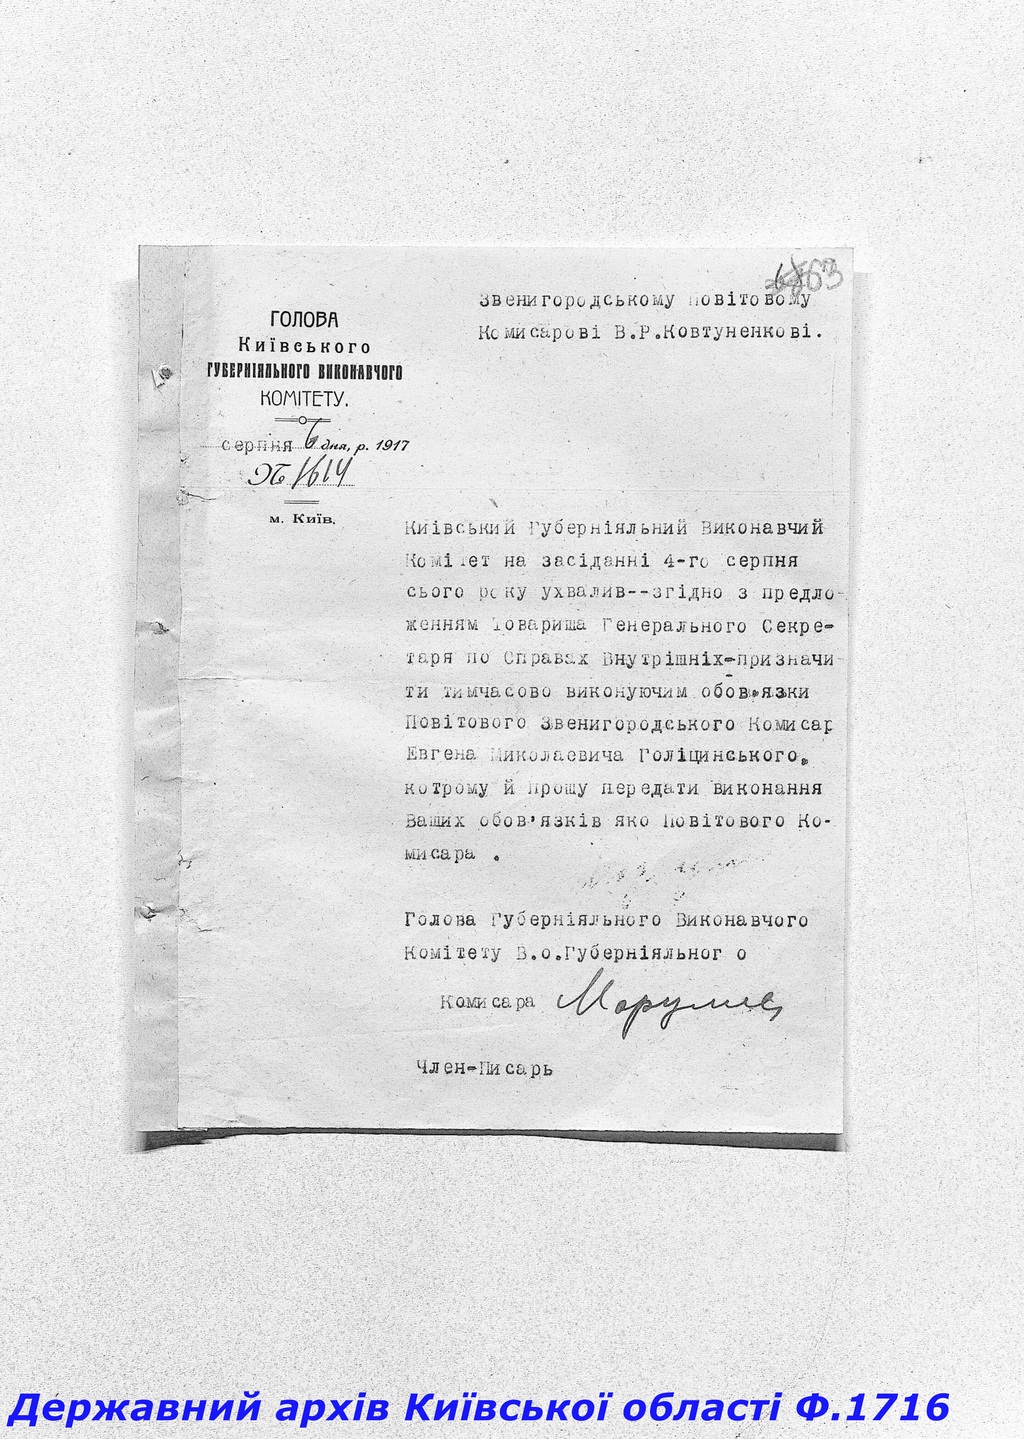 63
Звенигородському Повітовому
Комисарові В.Р.Ковтуненкові.
ГОЛОВА
Київського
ГУБЕРНІЯЛЬНОГО ВИКОНАВЧОГО
КОМІТЕТУ.
серпня 6 дня, р. 1917
№ 1614
м. Київ.
Київський Губерніяльний Виконавчий
Комітет на засіданні 4-го серпня
сього року ухвалив--згідно з предло-
женням Товариша Генерального Секре-
таря по Справах Внутрішніх-призначи
ти тимчасово виконуючим обов'язки
Повітового Звенигородського Комисар
Евгена Миколаевича Голіцинського,
котрому й прошу передати виконання
Ваших обов'язків яко Повітового Ко-
мисара .
Голова Губерніяльного Виконавчого
Комітету В.о.Губерніяльног о
Комисара
Член-Писарь
Державний архів Київської області Ф.1716